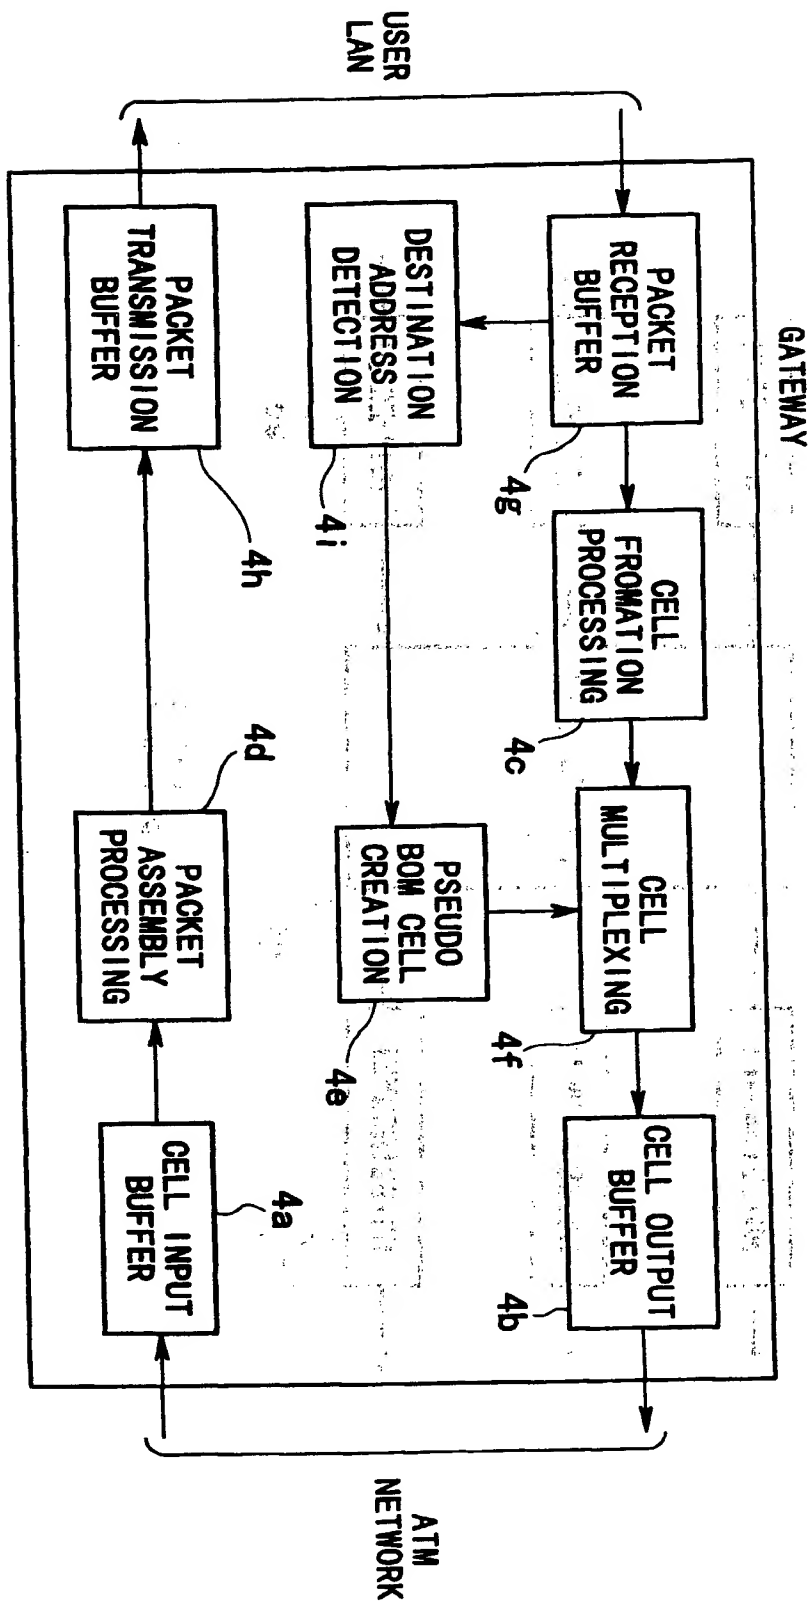 GATEWAY
USER
LAN
PACKET
RECEPTION
BUFFER
4g
CELL
FROMATION
PROCESSING
4c
CELL
MULTIPLEXING
4f
CELL OUTPUT
BUFFER
4b
DESTINATION
ADDRESS
DETECTION
4i
PSEUDO
BOM CELL
CREATION
4e
PACKET
TRANSMISSION
BUFFER
4h
PACKET
ASSEMBLY
PROCESSING
4d
CELL INPUT
BUFFER
4a
ATM
NETWORK